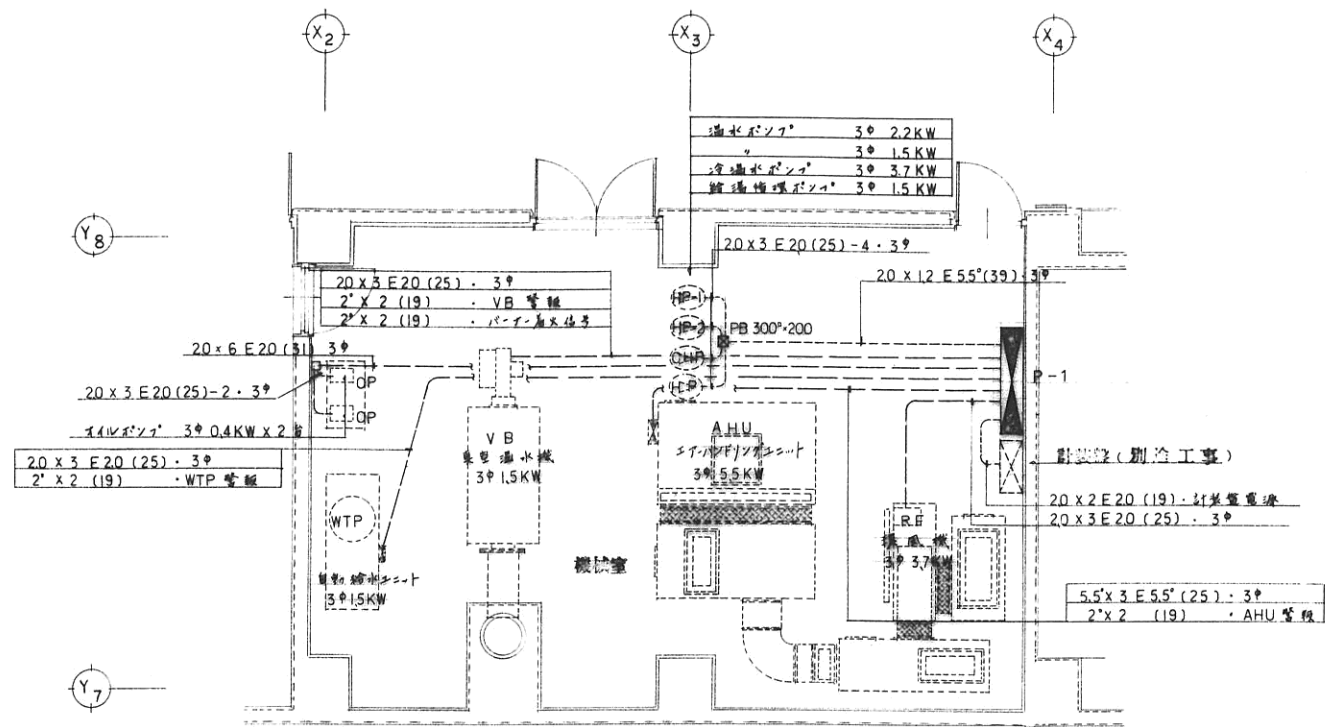 X2
X3
X4
温水ポンプ 3φ 2.2KW
〃 3φ 1.5KW
冷温水ポンプ 3φ 3.7KW
給湯循環ポンプ 3φ 1.5KW
Y8
2.0 x 3 E 2.0 (25) - 4 · 3φ
2.0 x 3 E 2.0 (25) · 3φ
2.0 x 12 E 5.5° (39) · 3φ
2° x 2 (19) · VB 警報
2° x 2 (19) · バーナー着火信号
HP-1
HP-2
CHP
PB 300°×200
2.0 x 6 E 2.0 (31) 3φ
P-1
OP
2.0 x 3 E 2.0 (25) - 2 · 3φ
OP
オイルポンプ 3φ 0.4KW x 2台
VB
温水機
3φ 1.5KW
AHU
エアーハンドリングユニット
3φ 5.5KW
計装盤 (別途工事)
2.0 x 3 E 2.0 (25) · 3φ
2° x 2 (19) · WTP 警報
2.0 x 2 E 2.0 (19) · 計装盤電源
2.0 x 3 E 2.0 (25) · 3φ
WTP
RF
還風機
3φ 3.7KW
機械室
自動給水ユニット
3φ 1.5KW
5.5° x 3 E 5.5° (25) · 3φ
2° x 2 (19) · AHU 警報
Y7